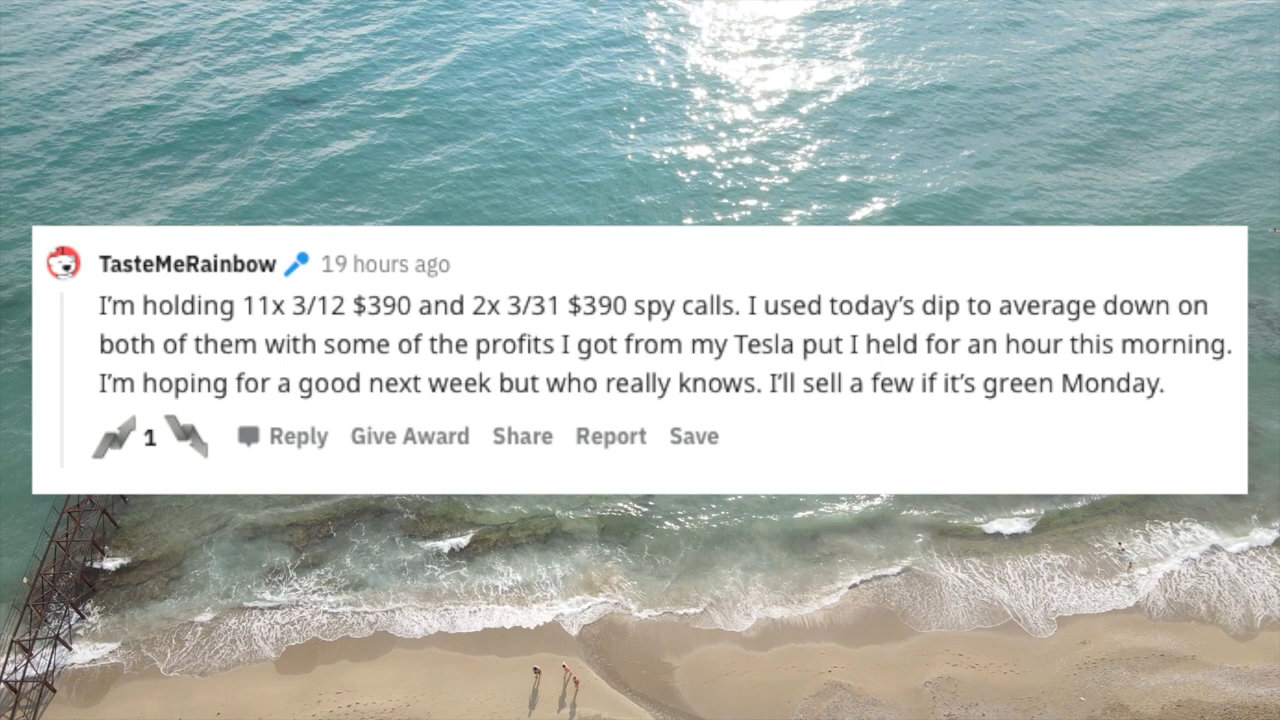 TasteMeRainbow 19 hours ago
I'm holding 11x 3/12 $390 and 2x 3/31 $390 spy calls. I used today's dip to average down on
both of them with some of the profits I got from my Tesla put I held for an hour this morning.
I'm hoping for a good next week but who really knows. I'll sell a few if it's green Monday.
1 Reply Give Award Share Report Save